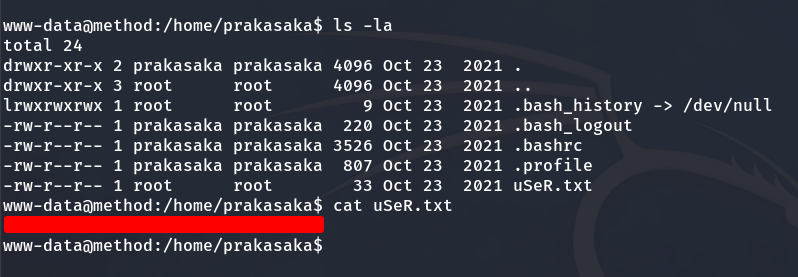 www-data@method:/home/prakasaka$ ls -la
total 24
drwxr-xr-x 2 prakasaka prakasaka 4096 Oct 23  2021 .
drwxr-xr-x 3 root      root      4096 Oct 23  2021 ..
lrwxrwxrwx 1 root      root         9 Oct 23  2021 .bash_history -> /dev/null
-rw-r--r-- 1 prakasaka prakasaka  220 Oct 23  2021 .bash_logout
-rw-r--r-- 1 prakasaka prakasaka 3526 Oct 23  2021 .bashrc
-rw-r--r-- 1 prakasaka prakasaka  807 Oct 23  2021 .profile
-rw-r--r-- 1 root      root        33 Oct 23  2021 uSeR.txt
www-data@method:/home/prakasaka$ cat uSeR.txt
www-data@method:/home/prakasaka$